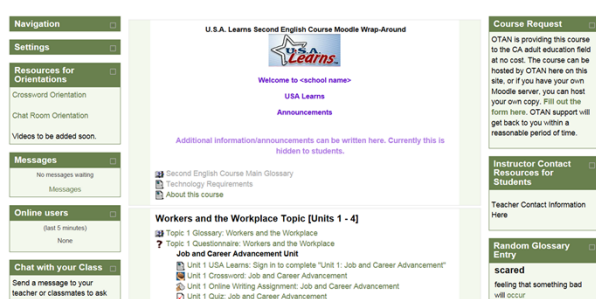 Navigation
Settings
Resources for
Orientations
Crossword Orientation
Chat Room Orientation
Videos to be added soon.
Messages
No messages waiting
Messages
Online users
(last 5 minutes)
None
Chat with your Class
Send a message to your
teacher or classmates to ask
U.S.A. Learns Second English Course Moodle Wrap-Around
U.S.A.
Learns
Welcome to <school name>
USA Learns
Announcements
Additional information/announcements can be written here. Currently this is
hidden to students.
Second English Course Main Glossary
Technology Requirements
About this course
Workers and the Workplace Topic [Units 1 - 4]
Topic 1 Glossary: Workers and the Workplace
Topic 1 Questionnaire: Workers and the Workplace
Job and Career Advancement Unit
Unit 1 USA Learns: Sign in to complete "Unit 1: Job and Career Advancement"
Unit 1 Crossword: Job and Career Advancement
Unit 1 Online Writing Assignment: Job and Career Advancement
Unit 1 Quiz: Job and Career Advancement
Course Request
OTAN is providing this course
to the CA adult education field
at no cost. The course can be
hosted by OTAN here on this
site, or if you have your own
Moodle server, you can host
your own copy. Fill out the
form here. OTAN support will
get back to you within a
reasonable period of time.
Instructor Contact
Resources for
Students
Teacher Contact Information
Here
Random Glossary
Entry
scared
feeling that something bad
will occur